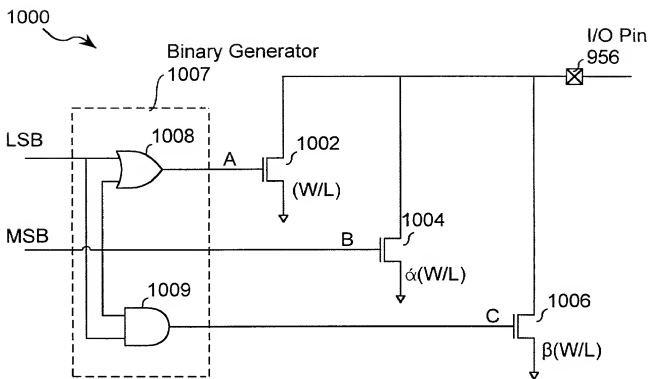 1000
I/O Pin
956
Binary Generator
1007
LSB
1008
A
1002
(W/L)
MSB
B
1004
ά(W/L)
1009
C
1006
β(W/L)